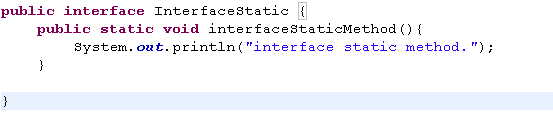 public interface InterfaceStatic {
    public static void interfaceStaticMethod(){
        System.out.println("interface static method.");
    }

}